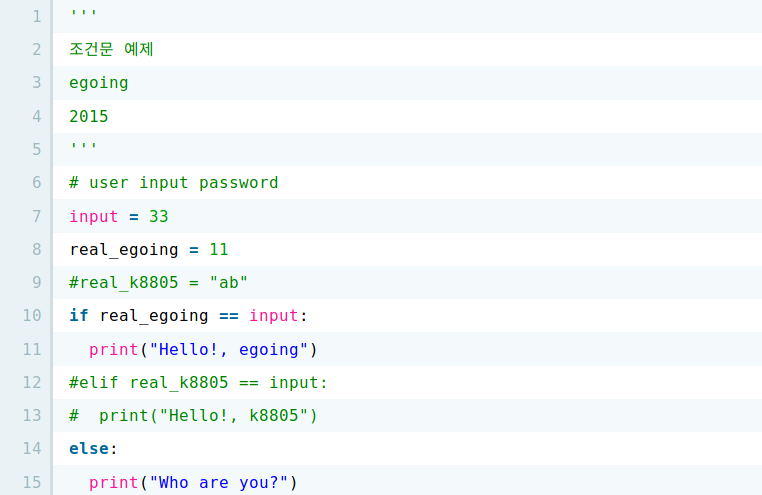 1 '''
2 조건문 예제
3 egoing
4 2015
5 '''
6 # user input password
7 input = 33
8 real_egoing = 11
9 #real_k8805 = "ab"
10 if real_egoing == input:
11   print("Hello!, egoing")
12 #elif real_k8805 == input:
13 #  print("Hello!, k8805")
14 else:
15   print("Who are you?")